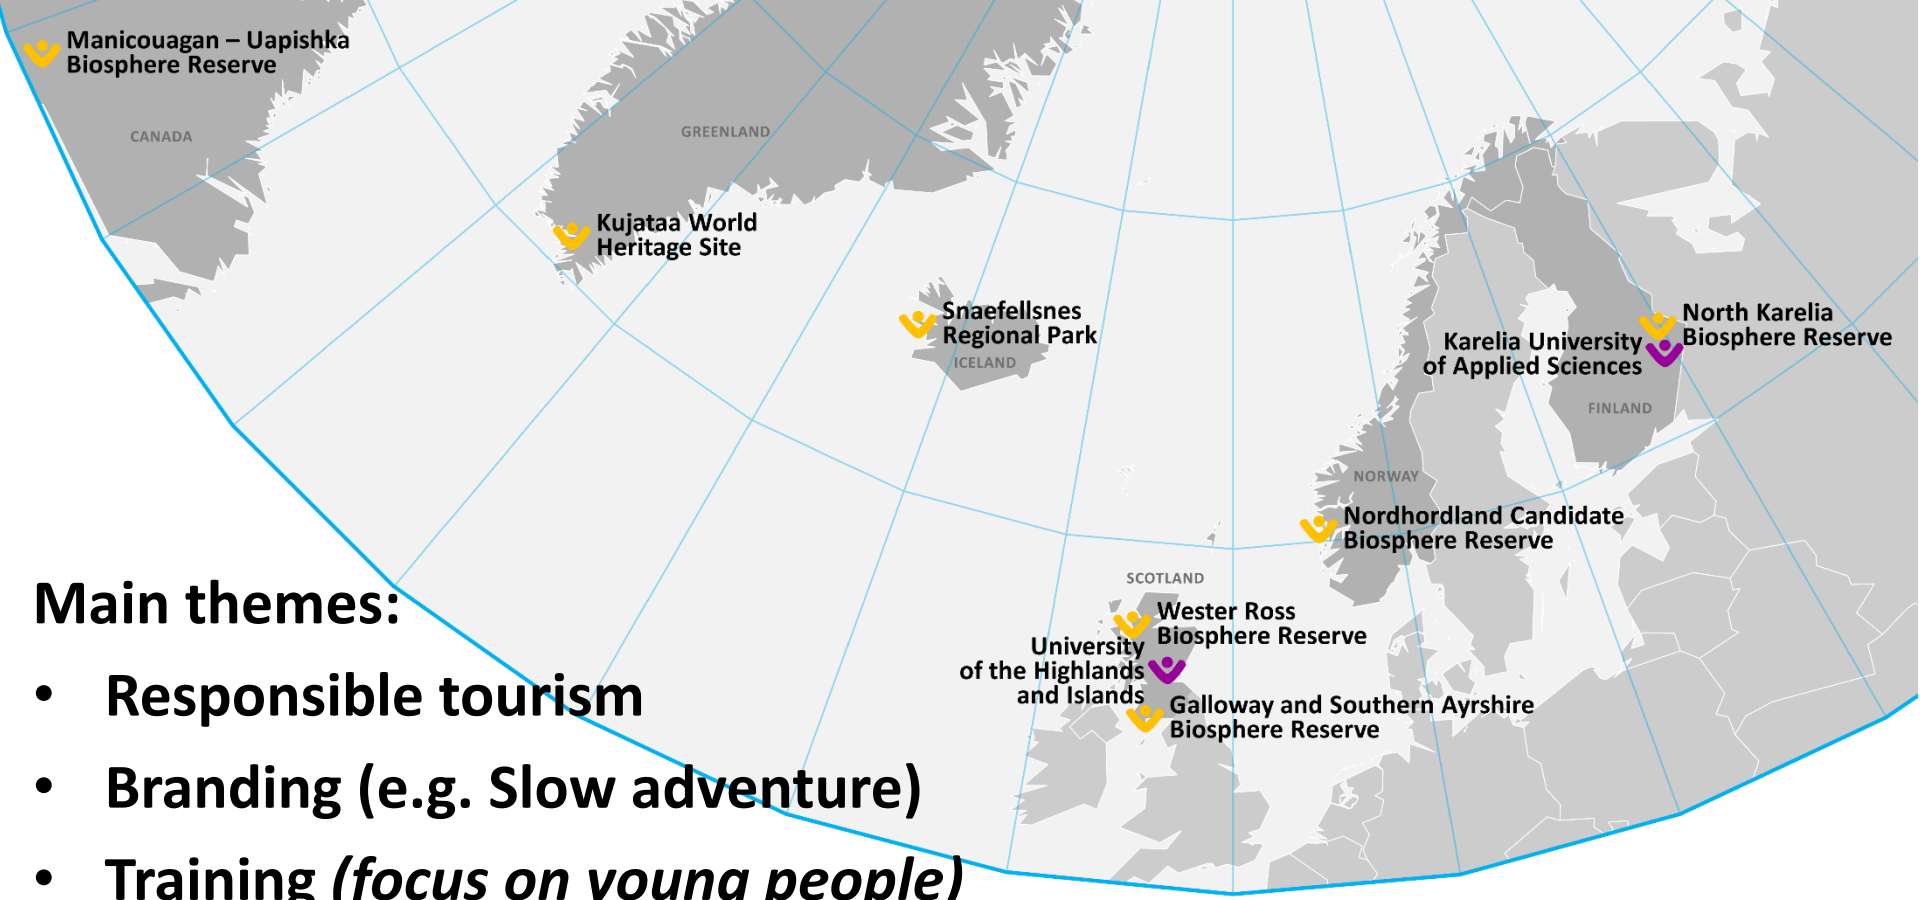 Manicouagan – Uapishka
Biosphere Reserve
CANADA
GREENLAND
Kujataa World
Heritage Site
Snaefellsnes
Regional Park
ICELAND
North Karelia
Biosphere Reserve
Karelia University
of Applied Sciences
FINLAND
NORWAY
Nordhordland Candidate
Biosphere Reserve
SCOTLAND
Wester Ross
Biosphere Reserve
University
of the Highlands
and Islands
Galloway and Southern Ayrshire
Biosphere Reserve
Main themes:
• Responsible tourism
• Branding (e.g. Slow adventure)
• Training (focus on young people)